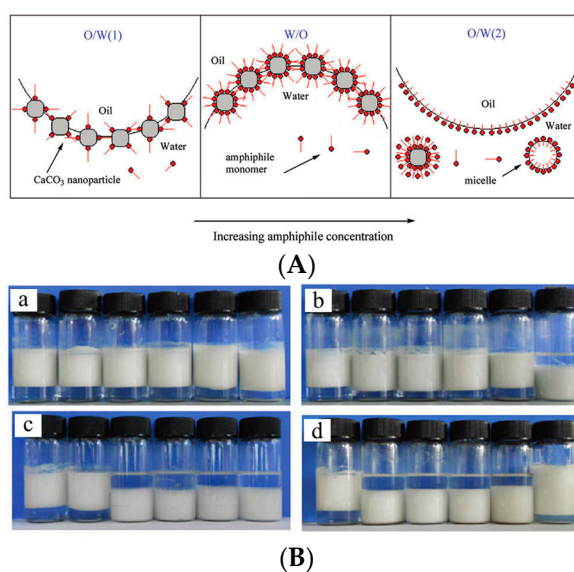 O/W(1)
W/O
O/W(2)
Oil
Water
CaCO3 nanoparticle
Oil
Water
amphiphile
monomer
Oil
Water
micelle
Increasing amphiphile concentration
(A)
a
b
c
d
(B)